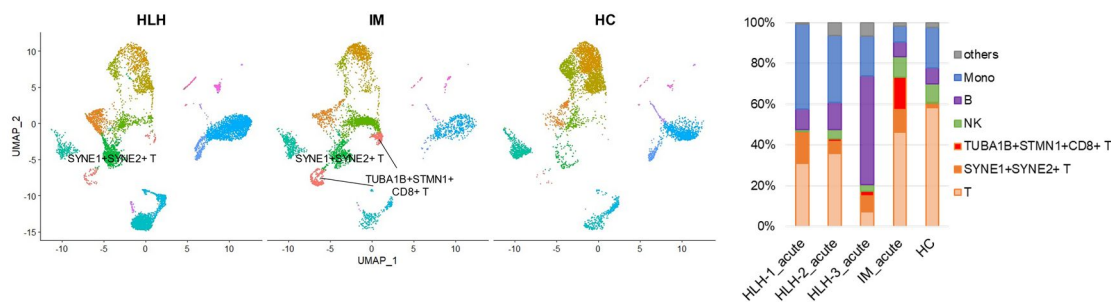 HLH
IM
HC
UMAP_2
10
5
0
-5
-10
-15
SYNE1+SYNE2+ T
SYNE1+SYNE2+ T
TUBA1B+STMN1+
CD8+ T
-10
-5
0
5
10
-10
-5
0
5
10
-10
-5
0
5
10
UMAP_1
100%
80%
60%
40%
20%
0%
HLH-1_acute
HLH-2_acute
HLH-3_acute
IM_acute
HC
others
Mono
B
NK
TUBA1B+STMN1+CD8+ T
SYNE1+SYNE2+ T
T